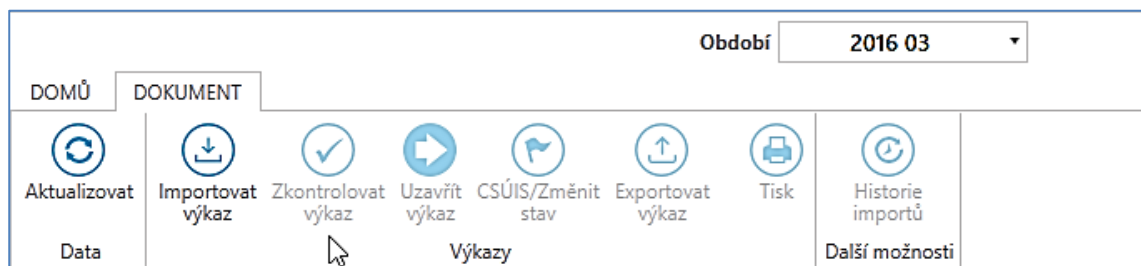 Období 2016 03
DOMŮ DOKUMENT
Aktualizovat Importovat Zkontrolovat Uzavřít CSÚIS/Změnit Exportovat Tisk Historie
výkaz výkaz výkaz stav výkaz importů
Data Výkazy Další možnosti